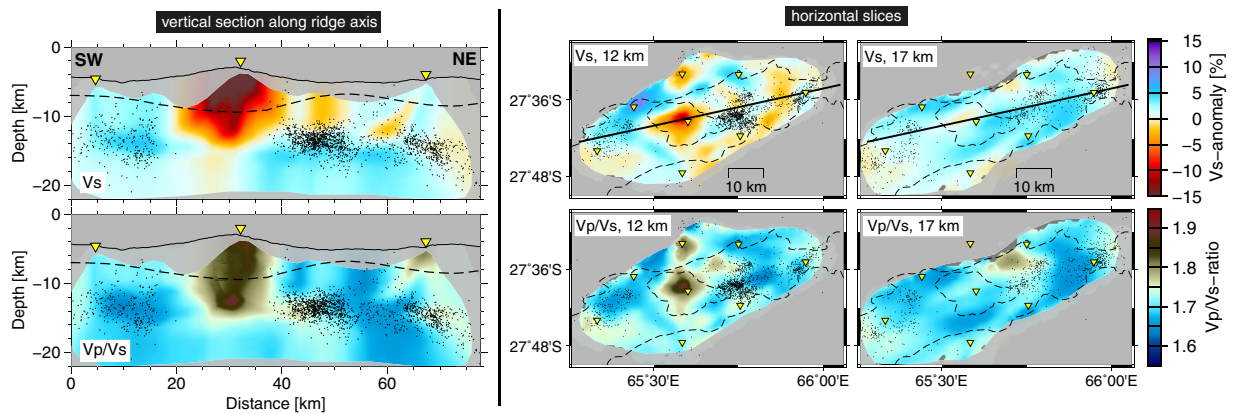 vertical section along ridge axis
horizontal slices
0
−10
−20
Depth [km]
SW
NE
Vs
0
−10
−20
Depth [km]
Vp/Vs
0
20
40
60
Distance [km]
Vs, 12 km
Vs, 17 km
27˚36'S
27˚48'S
10 km
10 km
Vp/Vs, 12 km
Vp/Vs, 17 km
27˚36'S
27˚48'S
65˚30'E
66˚00'E
65˚30'E
66˚00'E
15
10
5
0
−5
−10
−15
Vs−anomaly [%]
1.9
1.8
1.7
1.6
Vp/Vs−ratio